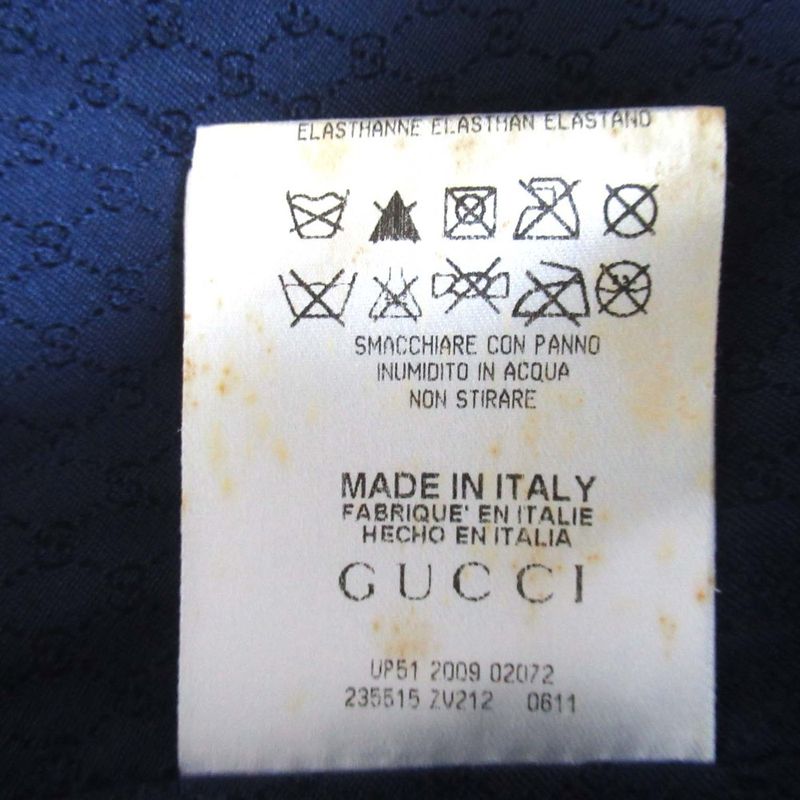 ELASTHANNE ELASTHAN ELASTANO
SMACCHIARE CON PANNO
INUMIDITO IN ACQUA
NON STIRARE
MADE IN ITALY
FABRIQUE' EN ITALIE
HECHO EN ITALIA
GUCCI
UP51 2009 02072
235515 ZV212 0611